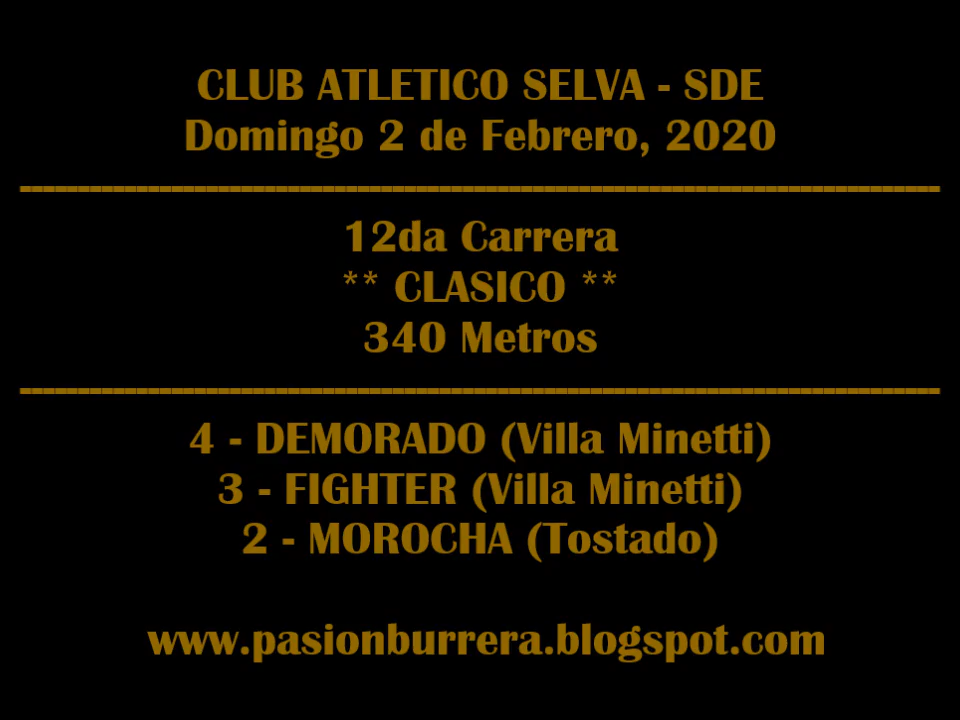 CLUB ATLETICO SELVA - SDE
Domingo 2 de Febrero, 2020
--------------------------------------------------------------------------------
12da Carrera
** CLASICO **
340 Metros
--------------------------------------------------------------------------------
4 - DEMORADO (Villa Minetti)
3 - FIGHTER (Villa Minetti)
2 - MOROCHA (Tostado)
www.pasionburrera.blogspot.com